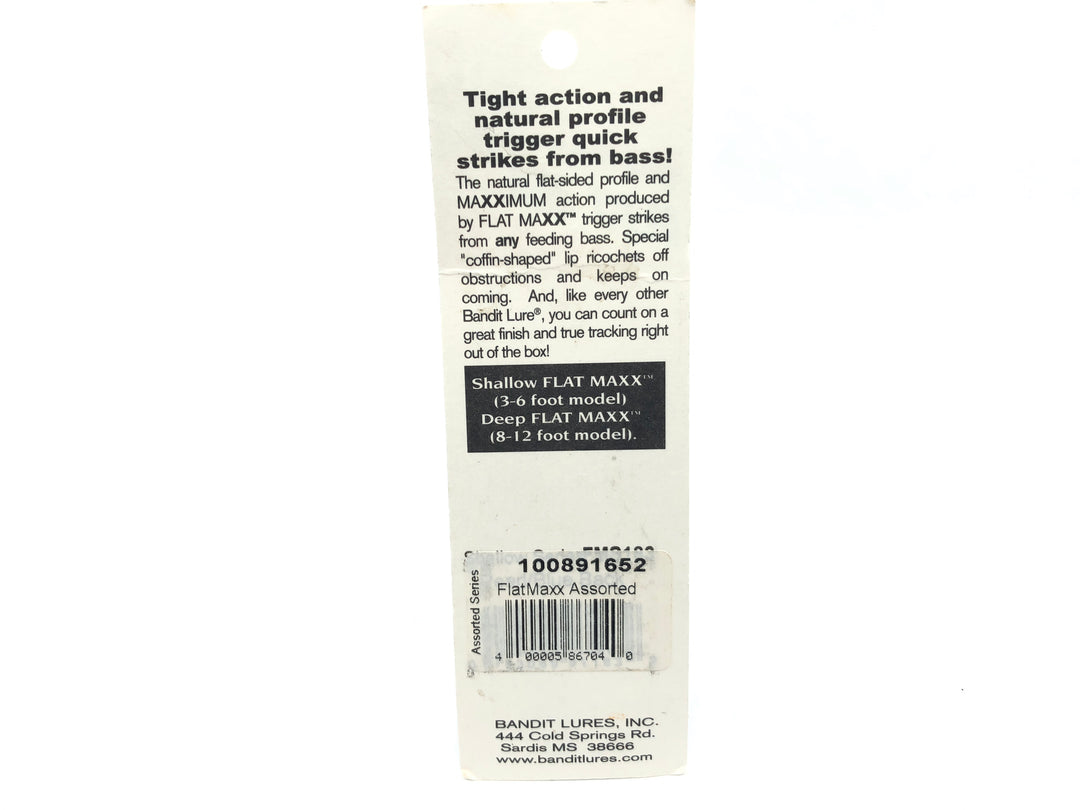 Tight action and
natural profile
trigger quick
strikes from bass!
The natural flat-sided profile and
MAXXIMUM action produced
by FLAT MAXX™ trigger strikes
from any feeding bass. Special
"coffin-shaped" lip ricochets off
obstructions and keeps on
coming. And, like every other
Bandit Lure®, you can count on a
great finish and true tracking right
out of the box!
Shallow FLAT MAXX™
(3-6 foot model)
Deep FLAT MAXX™
(8-12 foot model).
Shallow
100891652
Blue Back
FlatMaxx Assorted
Assorted Series
4 00005 86704 0
BANDIT LURES, INC.
444 Cold Springs Rd.
Sardis MS 38666
www.banditlures.com